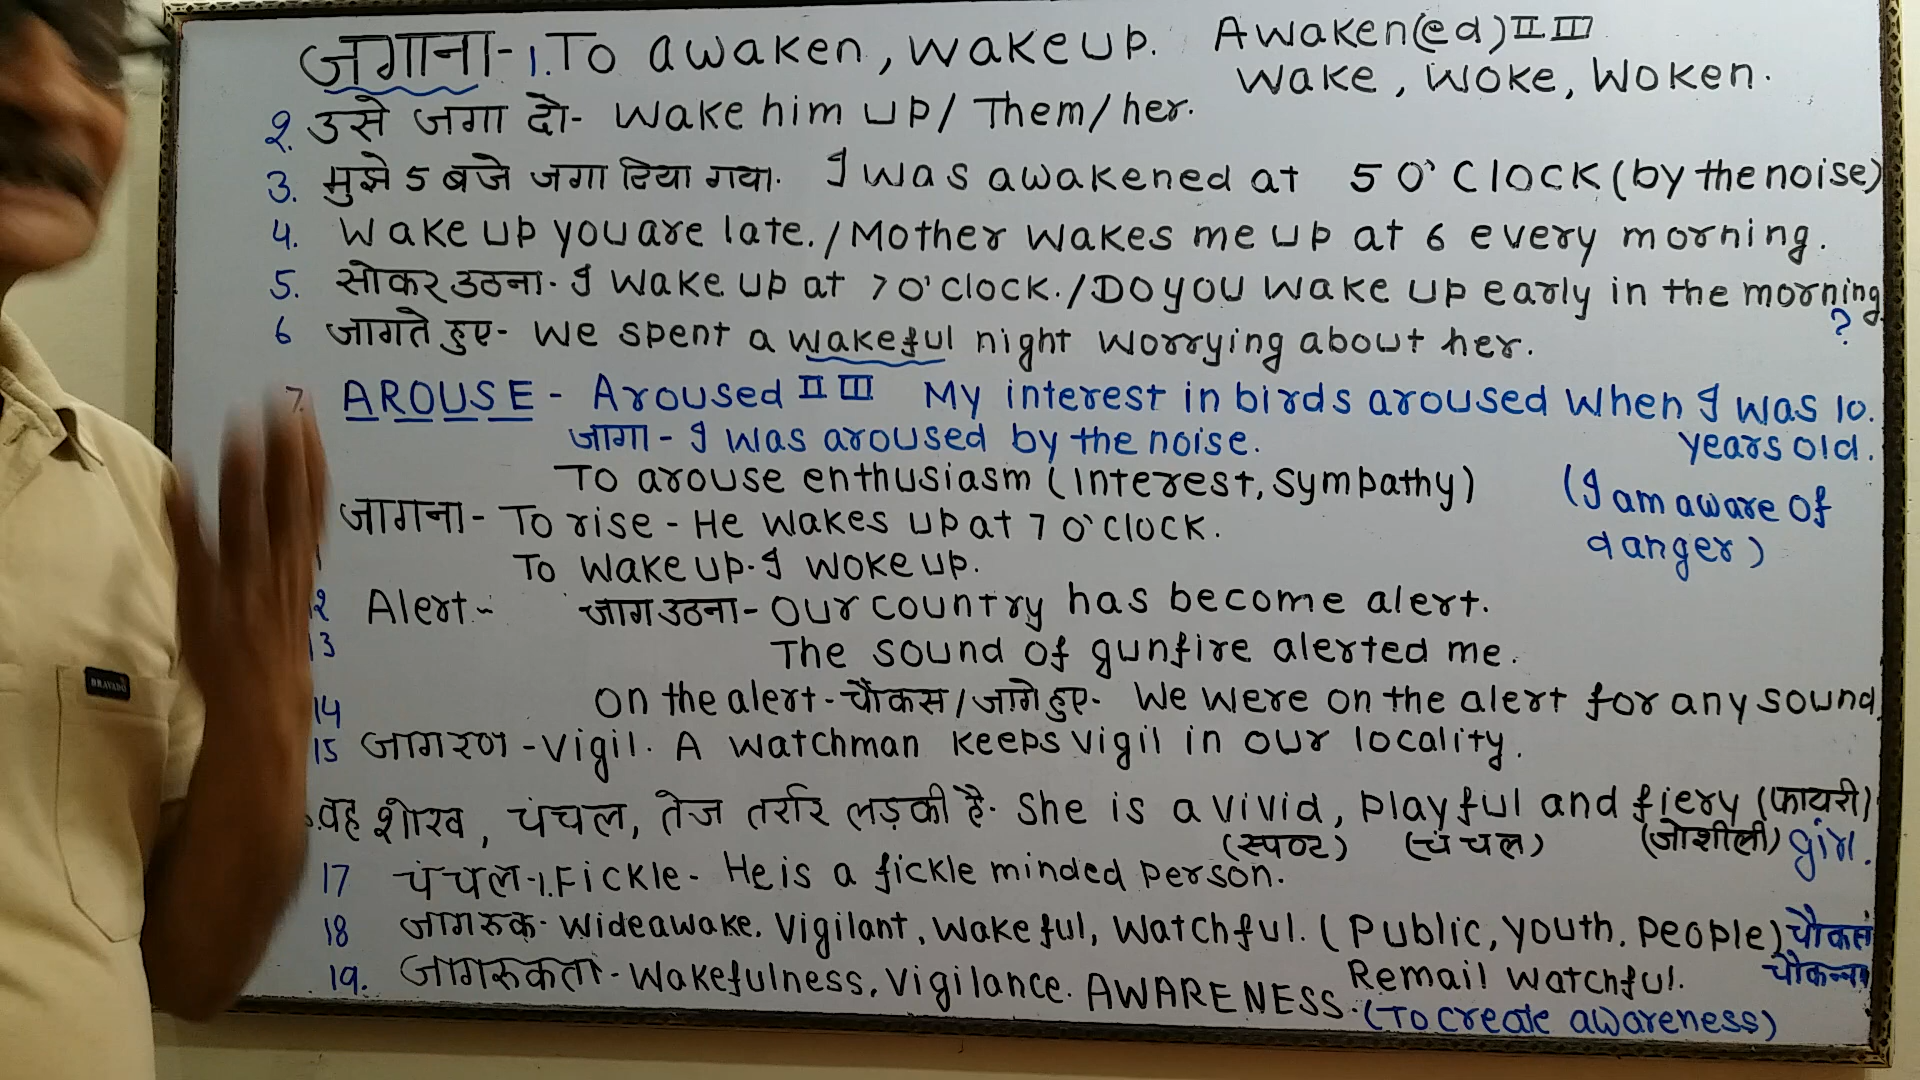 जगाना- 1. To awaken, wake up. Awaken(ed) II III
Wake, Woke, Woken.
2. उसे जगा दो- Wake him up/ Them/ her.
3. मुझे 5 बजे जगा दिया गया. I was awakened at 5 O'Clock (by the noise)
4. Wake up you are late. / Mother wakes me up at 6 every morning.
5. सोकर उठना. I wake up at 7 o'clock. / Do you wake up early in the morning
?
6 जागते हुए- We spent a wakeful night worrying about her.
7. AROUSE - Aroused II III My interest in birds aroused when I was 10.
years old.
जागा - I was aroused by the noise.
To arouse enthusiasm (interest, sympathy)
(I am aware of
danger)
जागना- To rise - He wakes up at 7 o'clock.
To wake up. I woke up.
2 Alert- जाग उठना- Our country has become alert.
13 The sound of gunfire alerted me.
14 On the alert- चौकस/जागे हुए- We were on the alert for any sound.
15 जागरण - Vigil. A watchman keeps vigil in our locality.
वह शोख, चंचल, तेज तर्रार लड़की है. She is a vivid, playful and fiery (फायरी)
(स्पष्ट) (चंचल) (जोशीली) girl.
17 चंचल-1. Fickle- He is a fickle minded person.
18 जागरुक- Wideawake. Vigilant, Wakeful, Watchful. (Public, youth. People) चौकस
चौकन्ना
Remail watchful.
19. जागरुकता- Wakefulness, Vigilance. AWARENESS.
(To create awareness)
BRAVADO